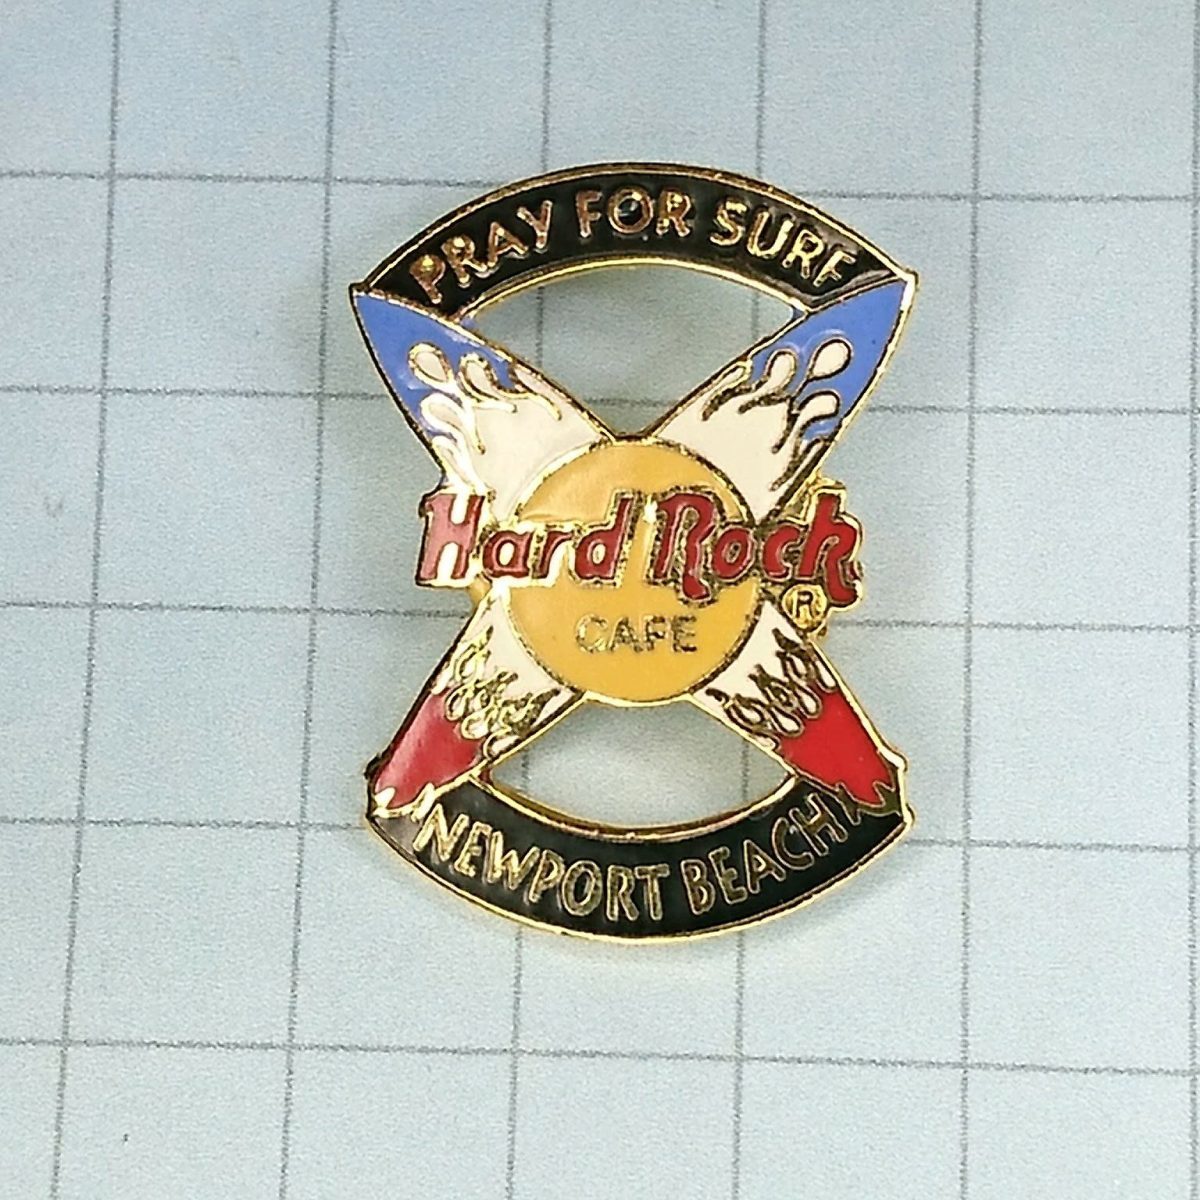 PRAY FOR SURF
Hard Rock
®
CAFE
NEWPORT BEACH